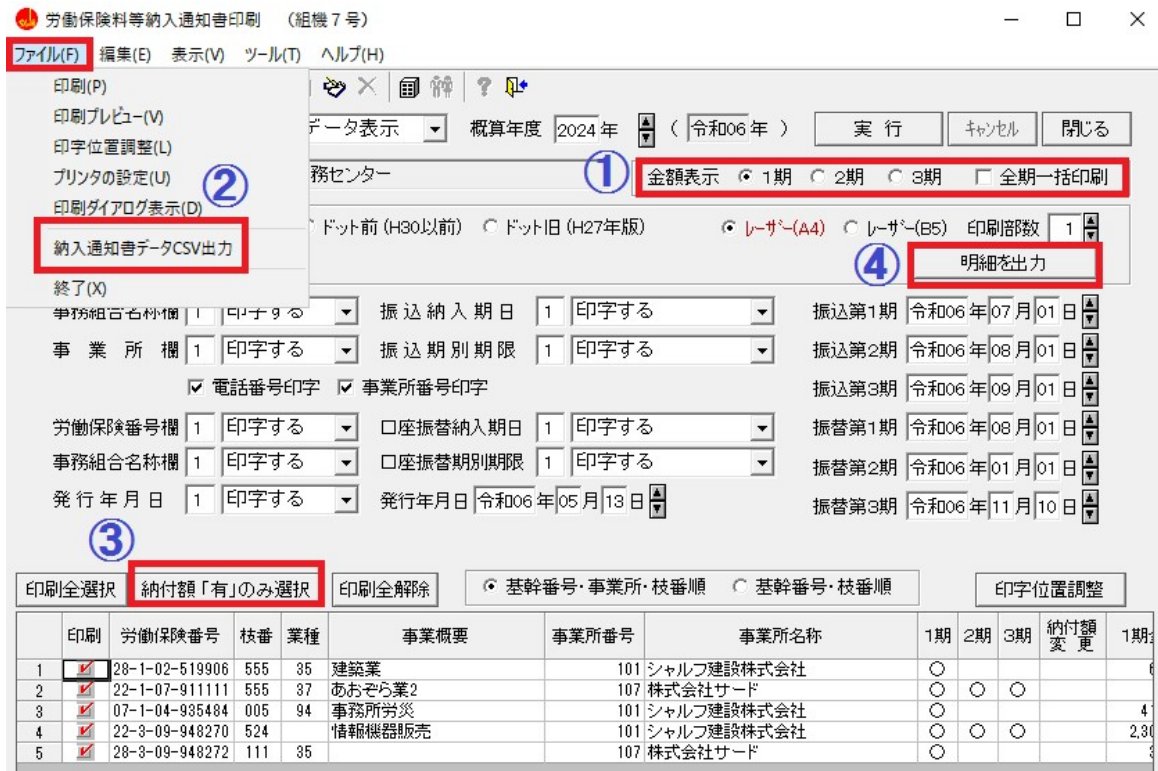 労働保険料等納入通知書印刷 （組機７号）
ファイル(F) 編集(E) 表示(V) ツール(T) ヘルプ(H)
印刷(P)
印刷プレビュー(V)
印字位置調整(L)
プリンタの設定(U)
印刷ダイアログ表示(D)
納入通知書データCSV出力
終了(X)
②
データ表示 概算年度 2024 年 ( 令和06 年 ) 実行 キャンセル 閉じる
務センター ① 金額表示 1期 2期 3期 全期一括印刷
ドット前(H30以前) ドット旧(H27年版) レーザー(A4) レーザー(B5) 印刷部数 1
④ 明細を出力
事務組合名称欄 1 印字する 振込納入期日 1 印字する 振込第1期 令和06 年 07 月 01 日
事業所欄 1 印字する 振込期別期限 1 印字する 振込第2期 令和06 年 08 月 01 日
電話番号印字 事業所番号印字 振込第3期 令和06 年 09 月 01 日
労働保険番号欄 1 印字する 口座振替納入期日 1 印字する 振替第1期 令和06 年 08 月 01 日
事務組合名称欄 1 印字する 口座振替期別期限 1 印字する 振替第2期 令和06 年 01 月 01 日
発行年月日 1 印字する 発行年月日 令和06 年 05 月 13 日 振替第3期 令和06 年 11 月 10 日
③
印刷全選択 納付額「有」のみ選択 印刷全解除 基幹番号・事業所・枝番順 基幹番号・枝番順 印字位置調整
印刷 労働保険番号 枝番 業種 事業概要 事業所番号 事業所名称 1期 2期 3期 納付額変更 1期
1 28-1-02-519906 555 35 建築業 101 シャルフ建設株式会社 ○
2 22-1-07-911111 555 37 あおぞら業2 107 株式会社サード ○ ○ ○
3 07-1-04-935484 005 94 事務所労災 101 シャルフ建設株式会社 ○ 4
4 22-3-09-948270 524 情報機器販売 101 シャルフ建設株式会社 ○ ○ ○ 2,30
5 28-3-09-948272 111 35 107 株式会社サード ○